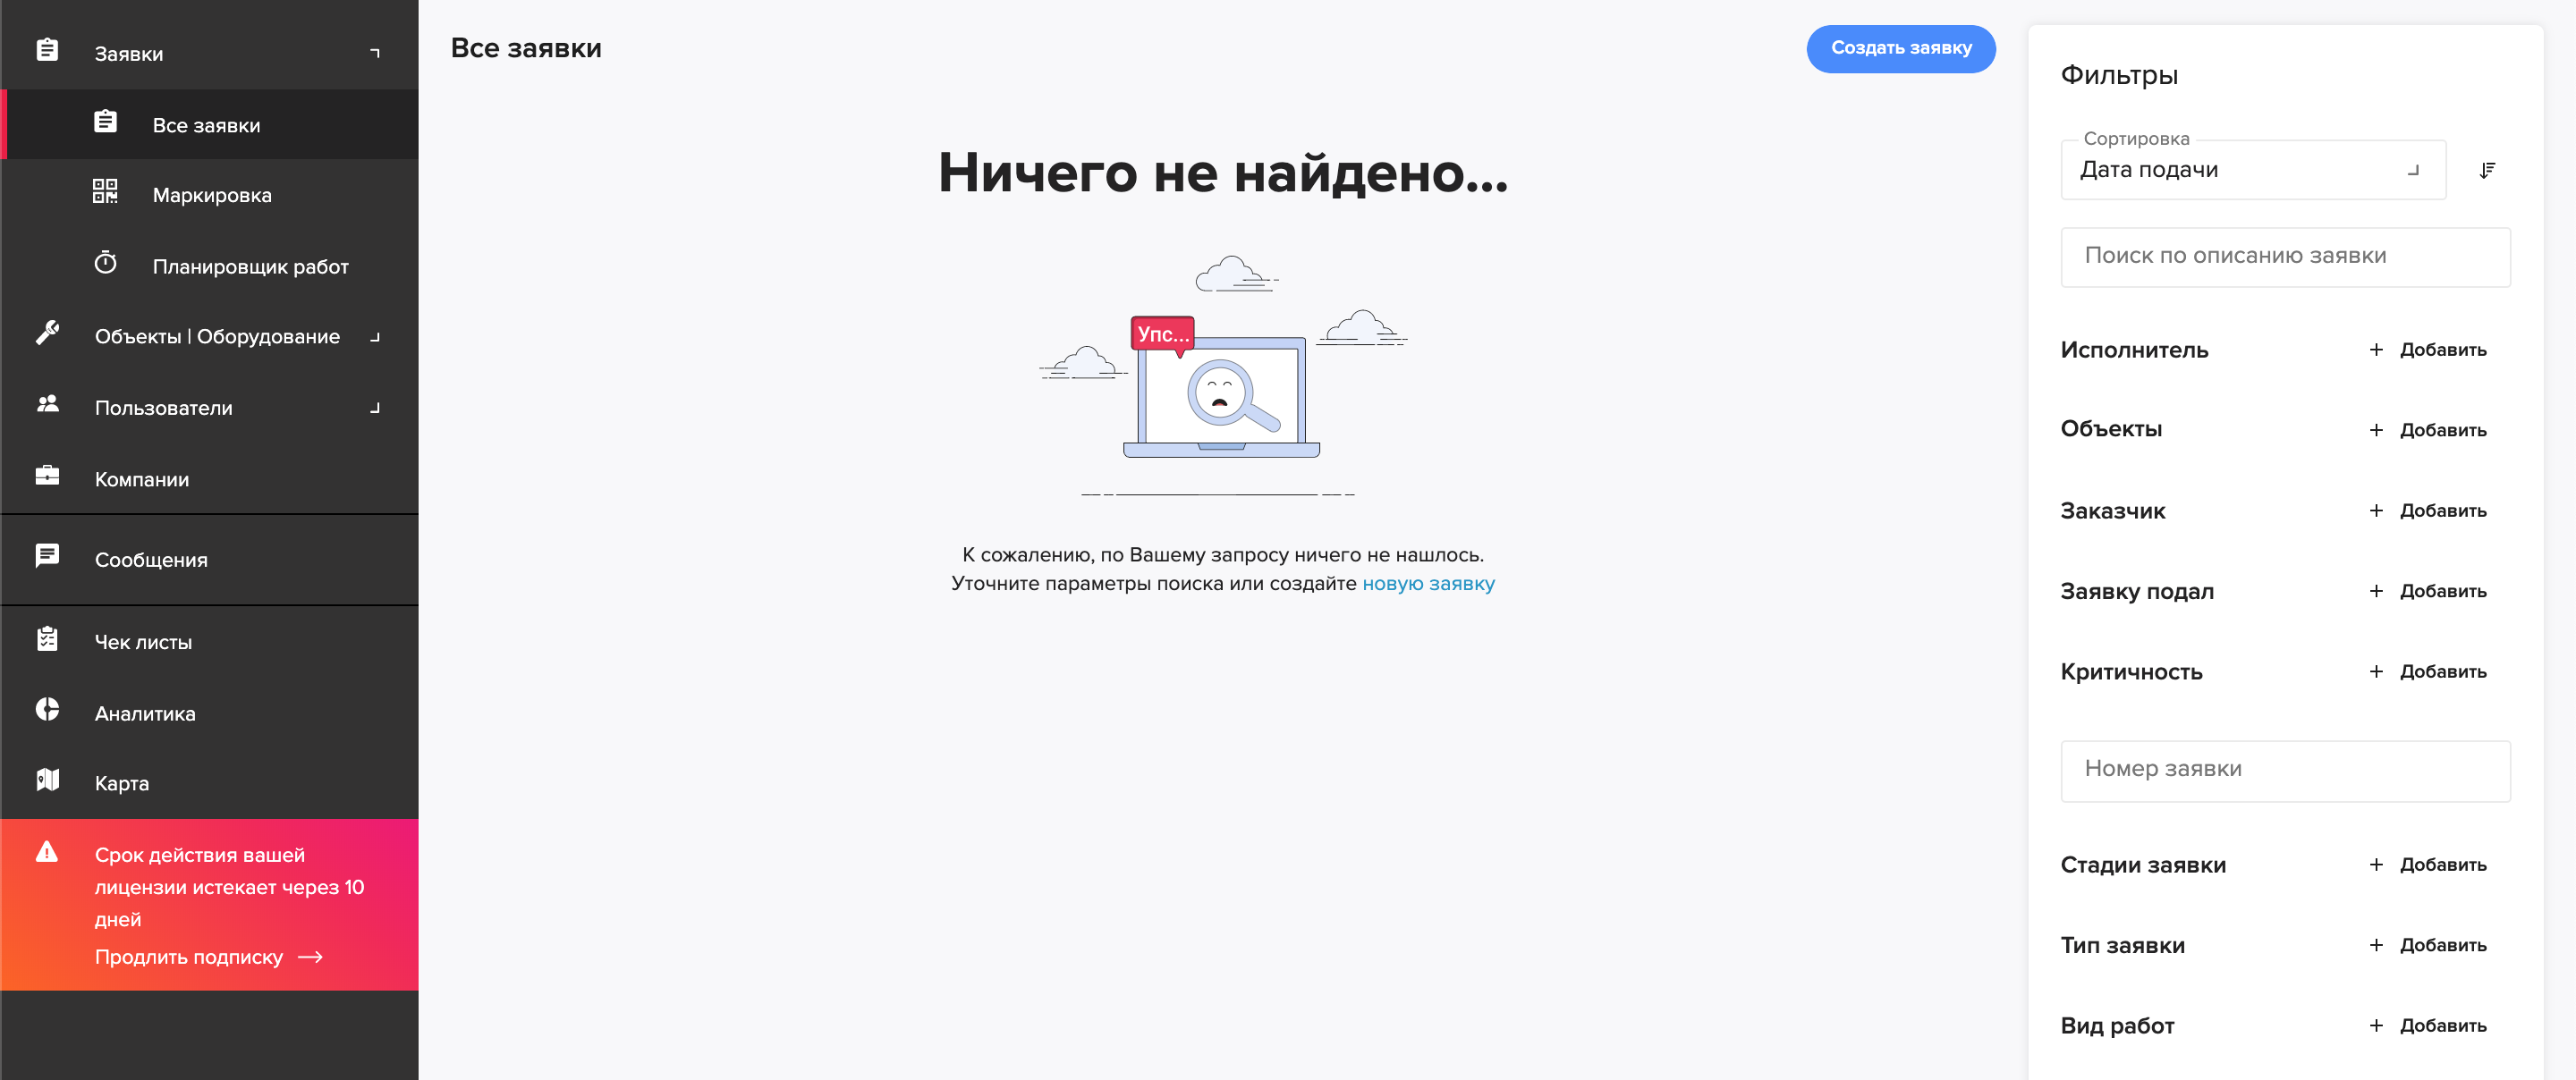 Заявки
Все заявки
Маркировка
Планировщик работ
Объекты | Оборудование
Пользователи
Компании
Сообщения
Чек листы
Аналитика
Карта
Срок действия вашей
лицензии истекает через 10
дней
Продлить подписку
Все заявки
Создать заявку
Ничего не найдено...
Упс...
К сожалению, по Вашему запросу ничего не нашлось.
Уточните параметры поиска или создайте новую заявку
Фильтры
Сортировка
Дата подачи
Поиск по описанию заявки
Исполнитель + Добавить
Объекты + Добавить
Заказчик + Добавить
Заявку подал + Добавить
Критичность + Добавить
Номер заявки
Стадии заявки + Добавить
Тип заявки + Добавить
Вид работ + Добавить